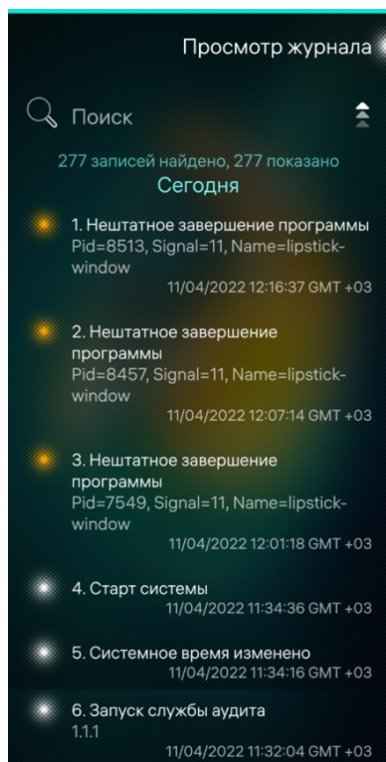 Просмотр журнала
Поиск
277 записей найдено, 277 показано
Сегодня
1. Нештатное завершение программы
Pid=8513, Signal=11, Name=lipstick-
window
11/04/2022 12:16:37 GMT +03
2. Нештатное завершение
программы
Pid=8457, Signal=11, Name=lipstick-
window
11/04/2022 12:07:14 GMT +03
3. Нештатное завершение
программы
Pid=7549, Signal=11, Name=lipstick-
window
11/04/2022 12:01:18 GMT +03
4. Старт системы
11/04/2022 11:34:36 GMT +03
5. Системное время изменено
11/04/2022 11:34:16 GMT +03
6. Запуск службы аудита
1.1.1
11/04/2022 11:32:04 GMT +03